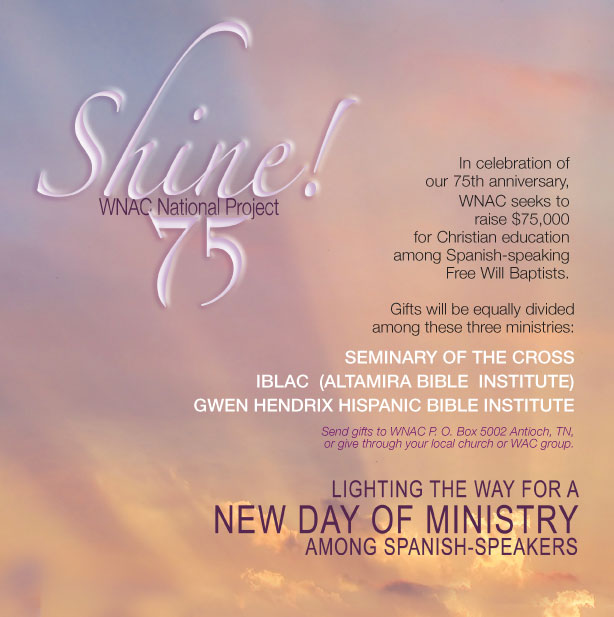 Shine!
WNAC National Project
75
In celebration of
our 75th anniversary,
WNAC seeks to
raise $75,000
for Christian education
among Spanish-speaking
Free Will Baptists.
Gifts will be equally divided
among these three ministries:
SEMINARY OF THE CROSS
IBLAC (ALTAMIRA BIBLE INSTITUTE)
GWEN HENDRIX HISPANIC BIBLE INSTITUTE
Send gifts to WNAC P. O. Box 5002 Antioch, TN,
or give through your local church or WAC group.
LIGHTING THE WAY FOR A
NEW DAY OF MINISTRY
AMONG SPANISH-SPEAKERS